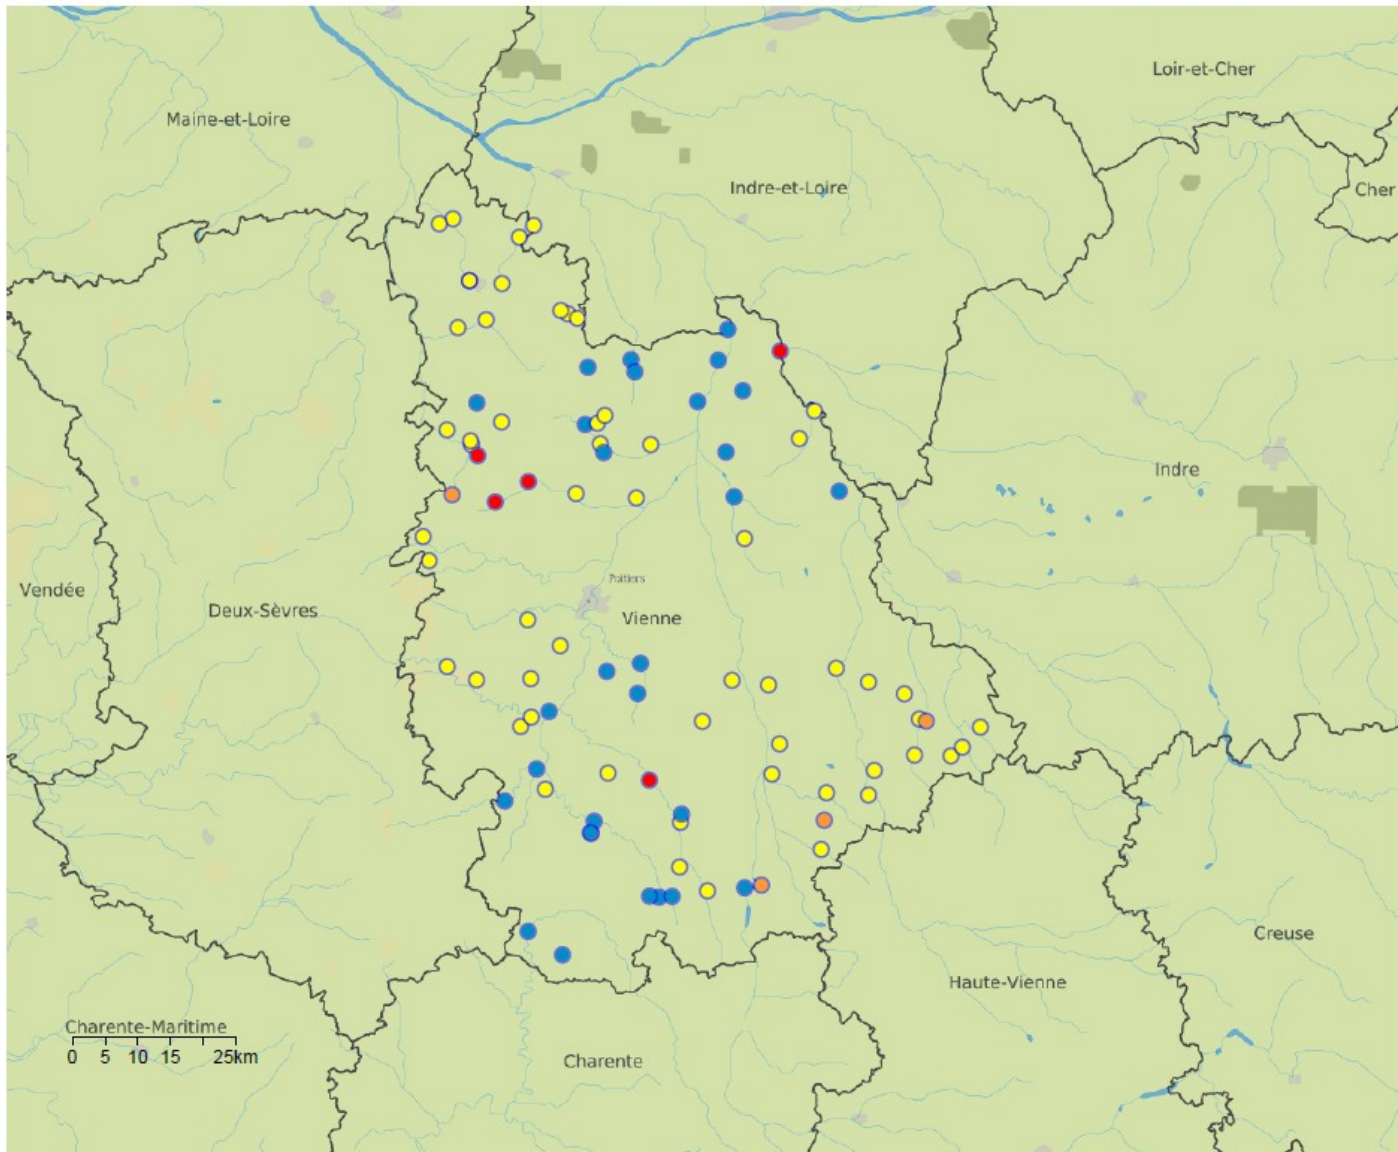 Loir-et-Cher
Maine-et-Loire
Indre-et-Loire
Cher
Indre
Poitiers
Vendée
Deux-Sèvres
Vienne
Creuse
Haute-Vienne
Charente-Maritime
0 5 10 15 25km
Charente